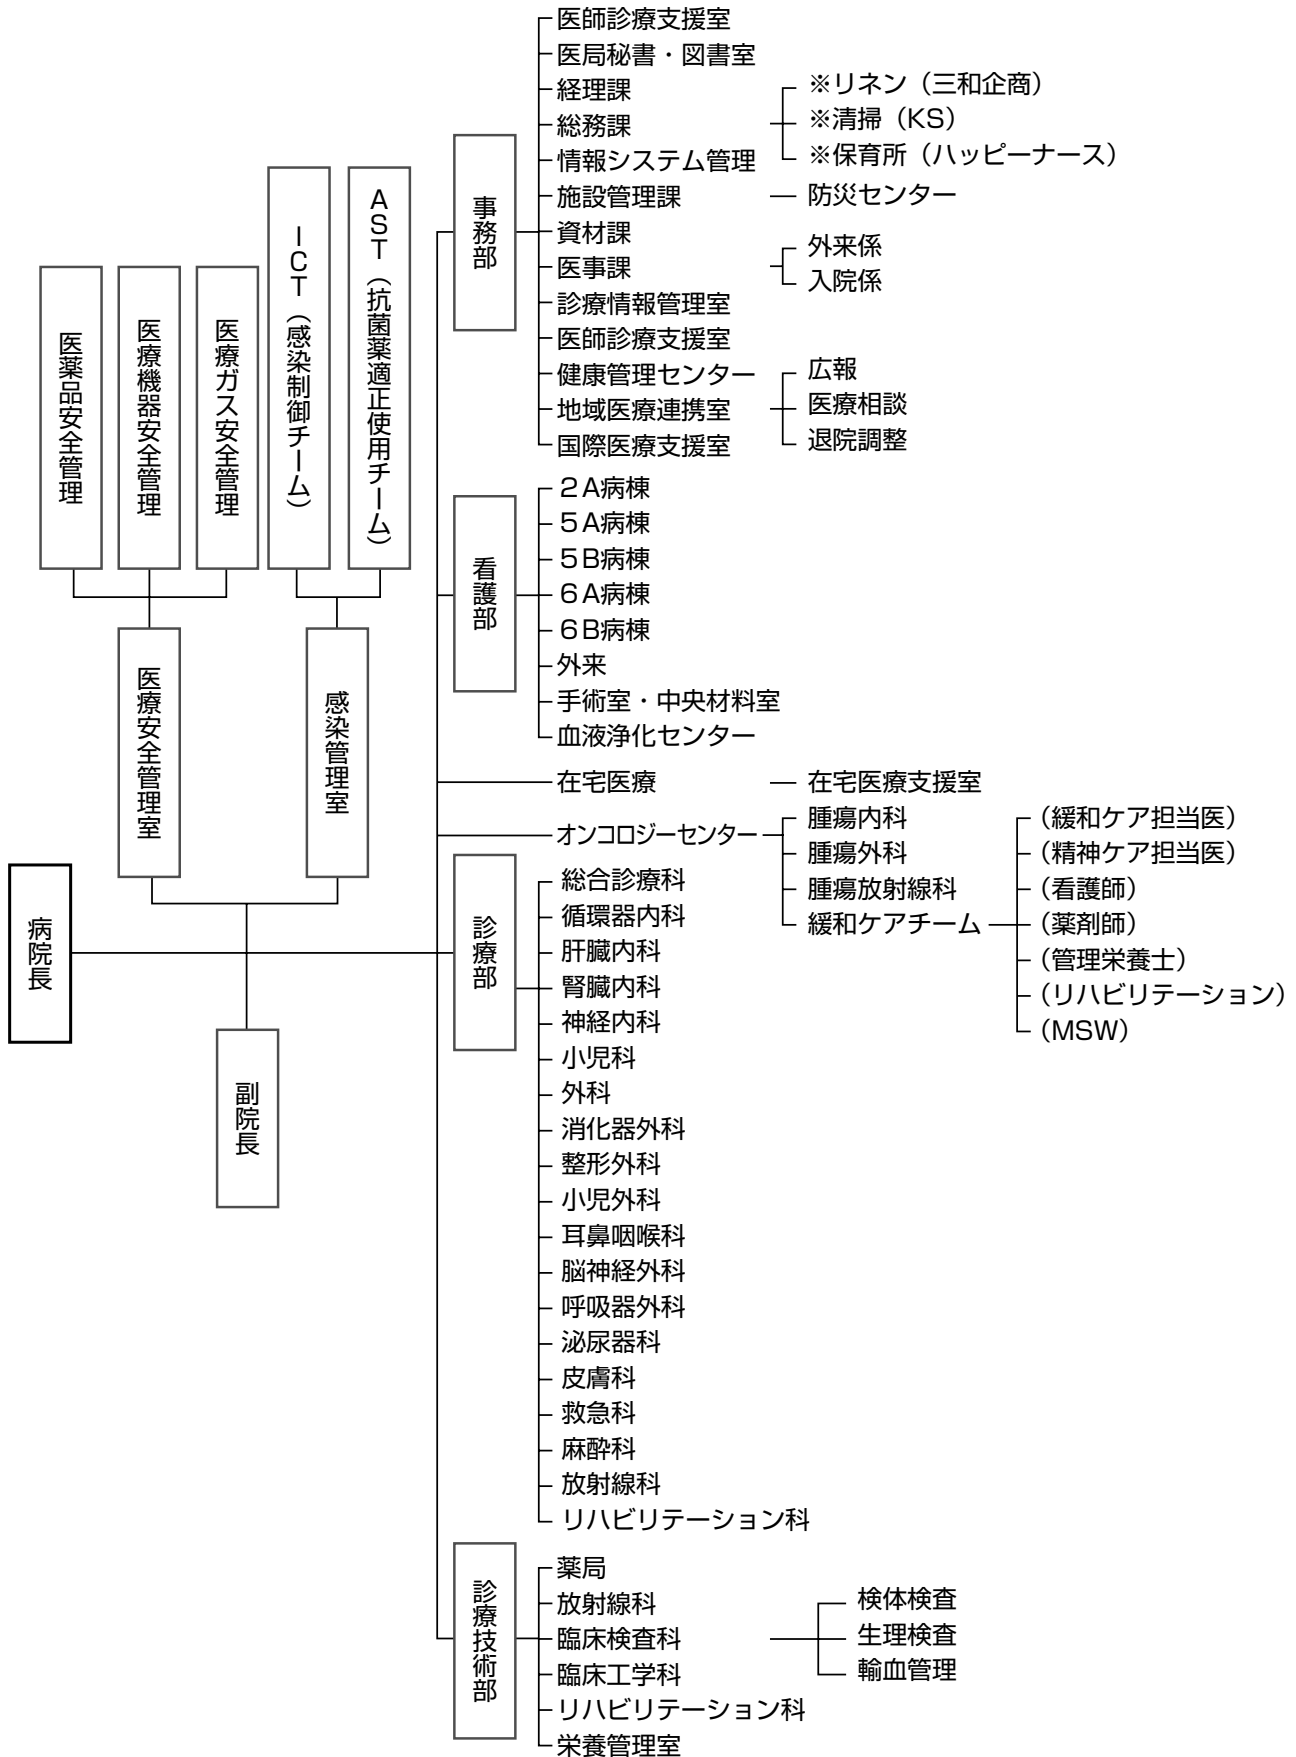 病院長
副院長
医療安全管理室
医薬品安全管理
医療機器安全管理
医療ガス安全管理
感染管理室
ICT（感染制御チーム）
AST（抗菌薬適正使用チーム）
事務部
医師診療支援室
医局秘書・図書室
経理課
総務課
※リネン（三和企商）
※清掃（KS）
※保育所（ハッピーナース）
情報システム管理
施設管理課
防災センター
資材課
医事課
外来係
入院係
診療情報管理室
医師診療支援室
健康管理センター
地域医療連携室
広報
医療相談
退院調整
国際医療支援室
看護部
２A病棟
５A病棟
５B病棟
６A病棟
６B病棟
外来
手術室・中央材料室
血液浄化センター
在宅医療
在宅医療支援室
オンコロジーセンター
腫瘍内科
腫瘍外科
腫瘍放射線科
緩和ケアチーム
（緩和ケア担当医）
（精神ケア担当医）
（看護師）
（薬剤師）
（管理栄養士）
（リハビリテーション）
（MSW）
診療部
総合診療科
循環器内科
肝臓内科
腎臓内科
神経内科
小児科
外科
消化器外科
整形外科
小児外科
耳鼻咽喉科
脳神経外科
呼吸器外科
泌尿器科
皮膚科
救急科
麻酔科
放射線科
リハビリテーション科
診療技術部
薬局
放射線科
臨床検査科
検体検査
生理検査
輸血管理
臨床工学科
リハビリテーション科
栄養管理室